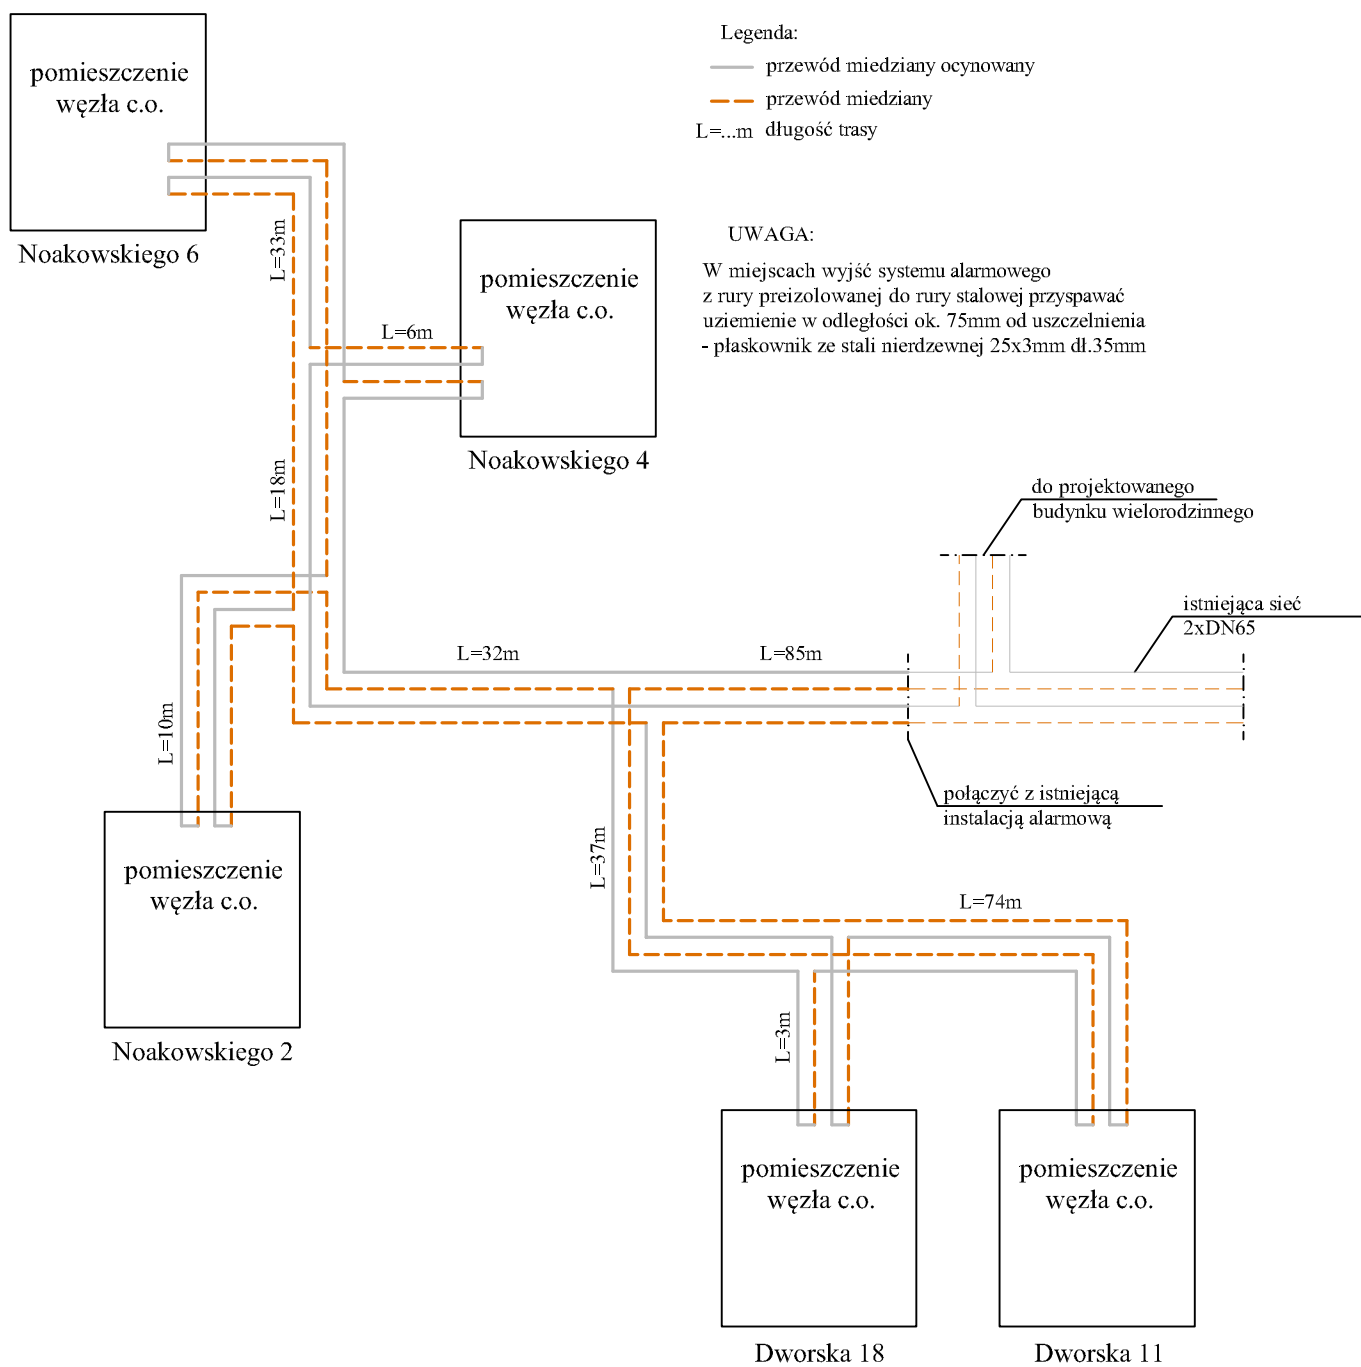 Legenda:
przewód miedziany ocynowany
przewód miedziany
L=...m długość trasy
pomieszczenie
węzła c.o.
Noakowskiego 6
L=33m
UWAGA:
W miejscach wyjść systemu alarmowego
z rury preizolowanej do rury stalowej przyspawać
uziemienie w odległości ok. 75mm od uszczelnienia
- płaskownik ze stali nierdzewnej 25x3mm dł.35mm
L=6m
pomieszczenie
węzła c.o.
Noakowskiego 4
L=18m
do projektowanego
budynku wielorodzinnego
istniejąca sieć
2xDN65
L=32m
L=85m
L=10m
połączyć z istniejącą
instalacją alarmową
pomieszczenie
węzła c.o.
Noakowskiego 2
L=37m
L=74m
L=3m
pomieszczenie
węzła c.o.
Dworska 18
pomieszczenie
węzła c.o.
Dworska 11